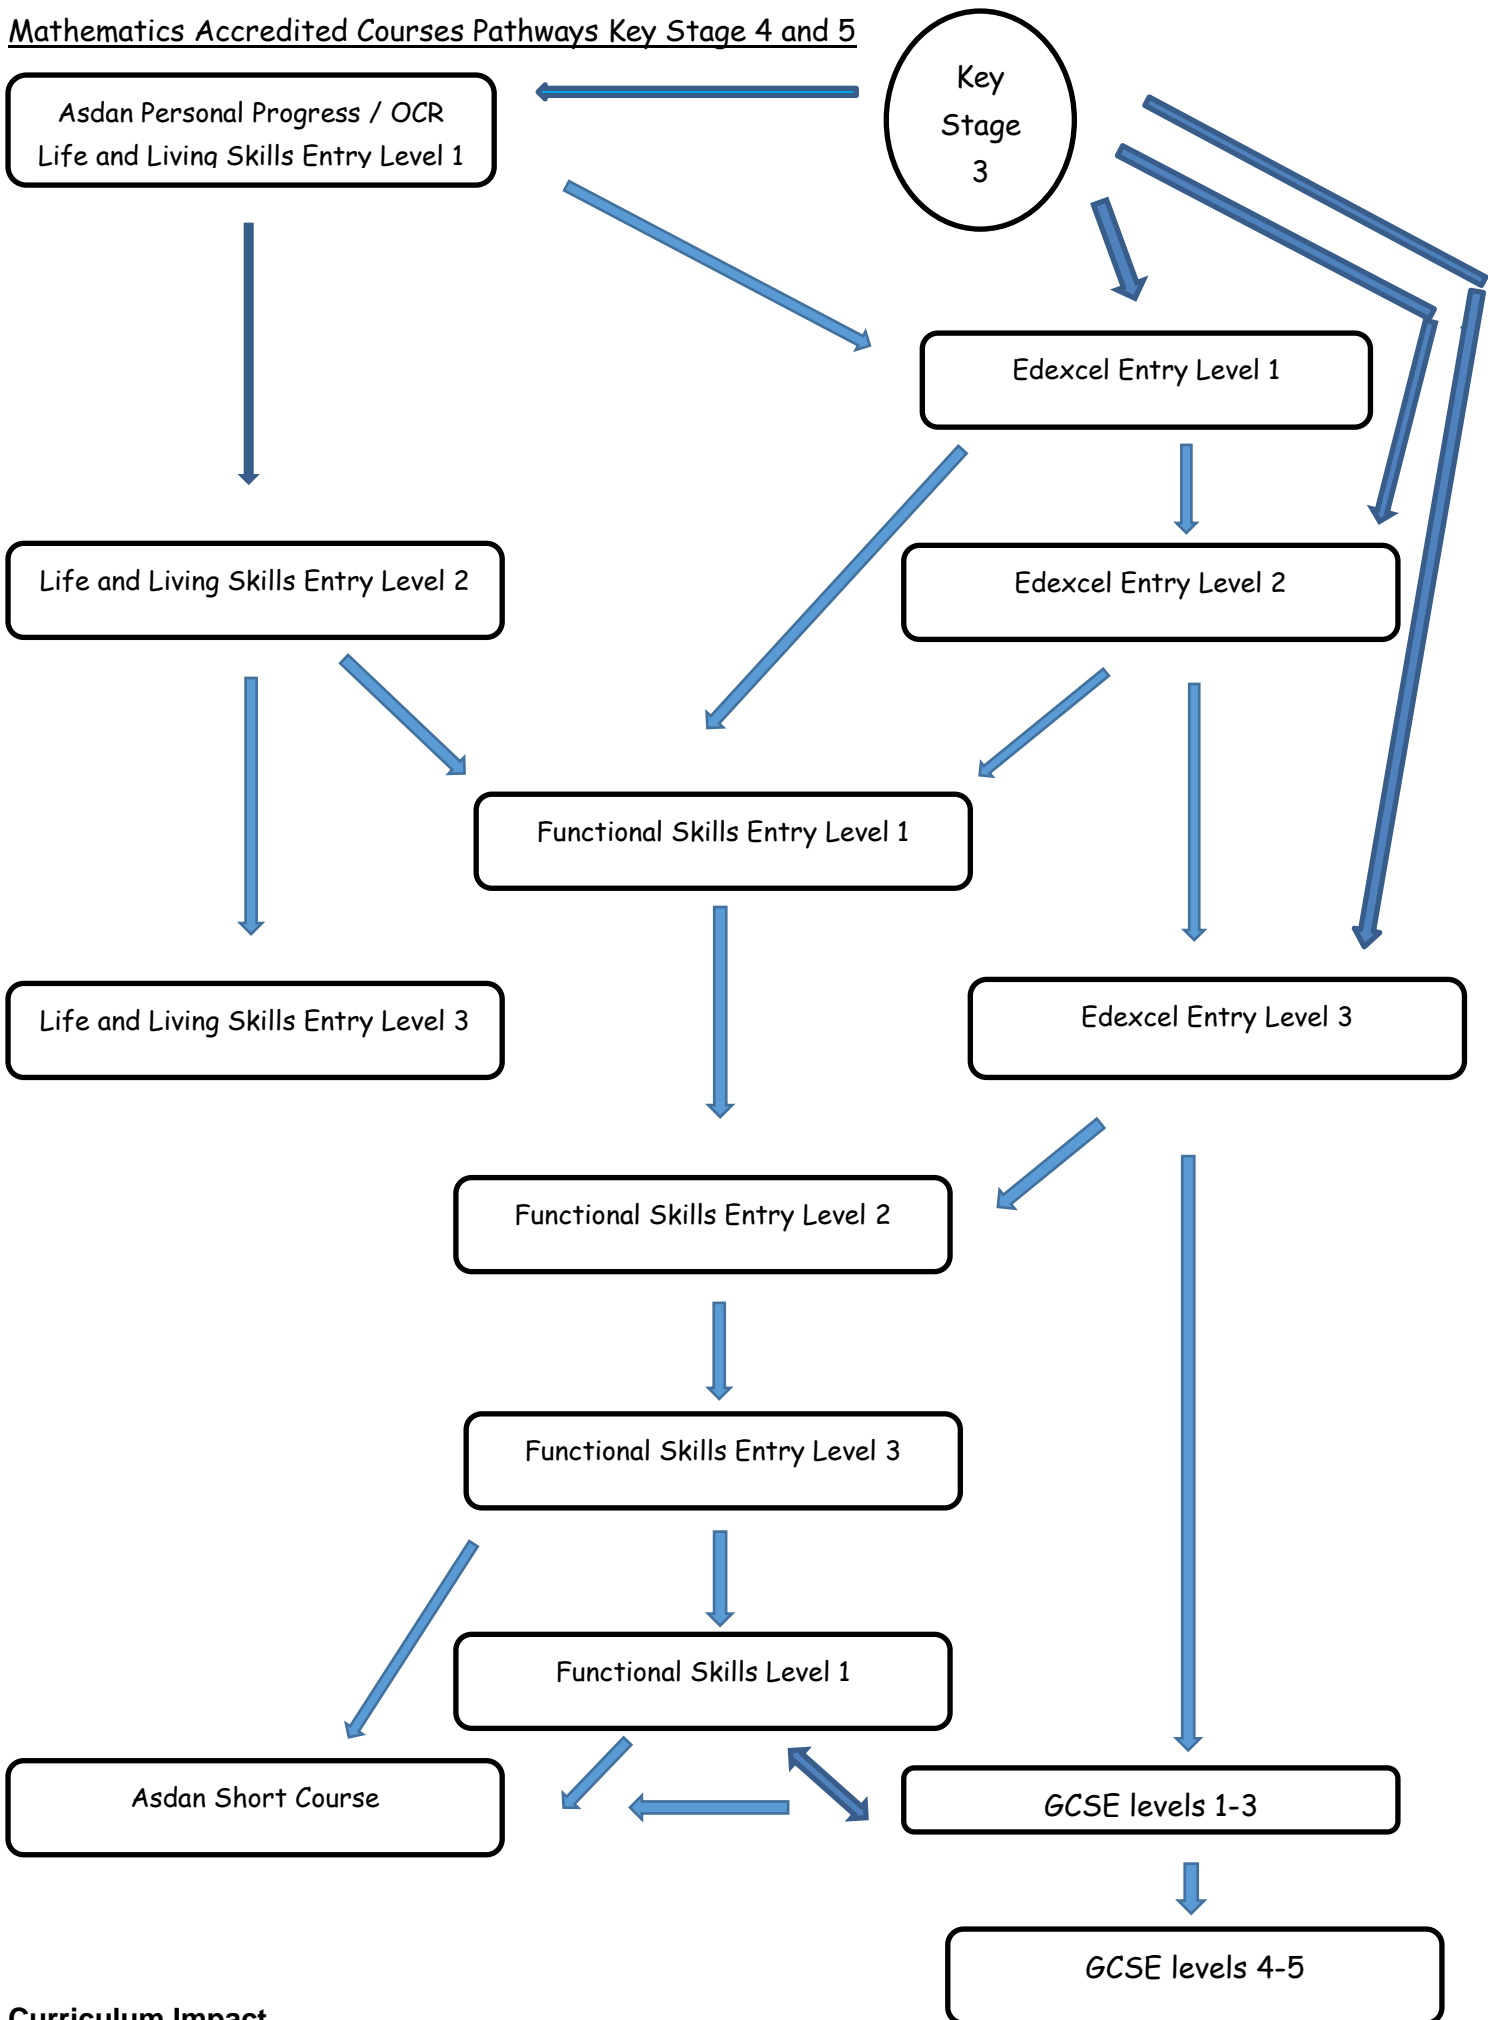 Mathematics Accredited Courses Pathways Key Stage 4 and 5
Key
Stage
3
Asdan Personal Progress / OCR
Life and Living Skills Entry Level 1
Edexcel Entry Level 1
Life and Living Skills Entry Level 2
Edexcel Entry Level 2
Functional Skills Entry Level 1
Life and Living Skills Entry Level 3
Edexcel Entry Level 3
Functional Skills Entry Level 2
Functional Skills Entry Level 3
Functional Skills Level 1
Asdan Short Course
GCSE levels 1-3
GCSE levels 4-5
Curriculum Impact